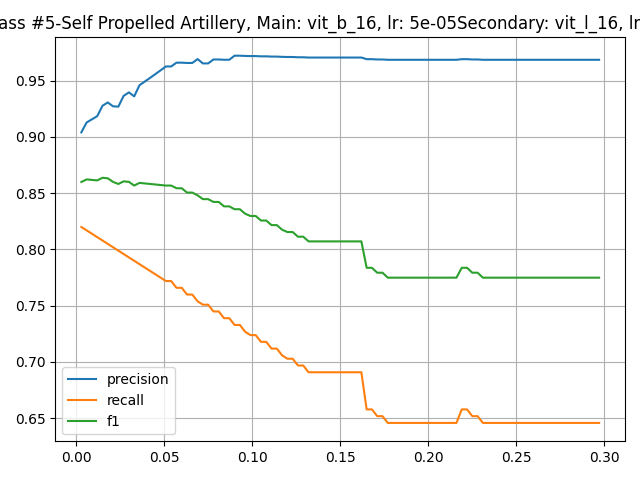 ass #5-Self Propelled Artillery, Main: vit_b_16, lr: 5e-05Secondary: vit_l_16, lr
0.95
0.90
0.85
0.80
0.75
0.70
0.65
precision
recall
f1
0.00 0.05 0.10 0.15 0.20 0.25 0.30